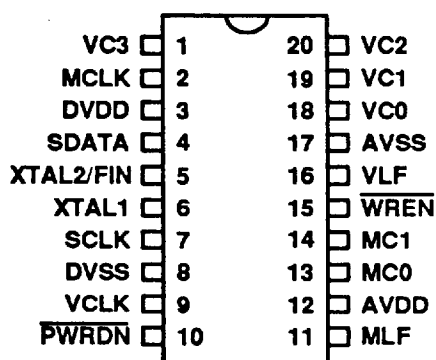 VC3 1 20 VC2
MCLK 2 19 VC1
DVDD 3 18 VC0
SDATA 4 17 AVSS
XTAL2/FIN 5 16 VLF
XTAL1 6 15 WREN
SCLK 7 14 MC1
DVSS 8 13 MC0
VCLK 9 12 AVDD
PWRDN 10 11 MLF